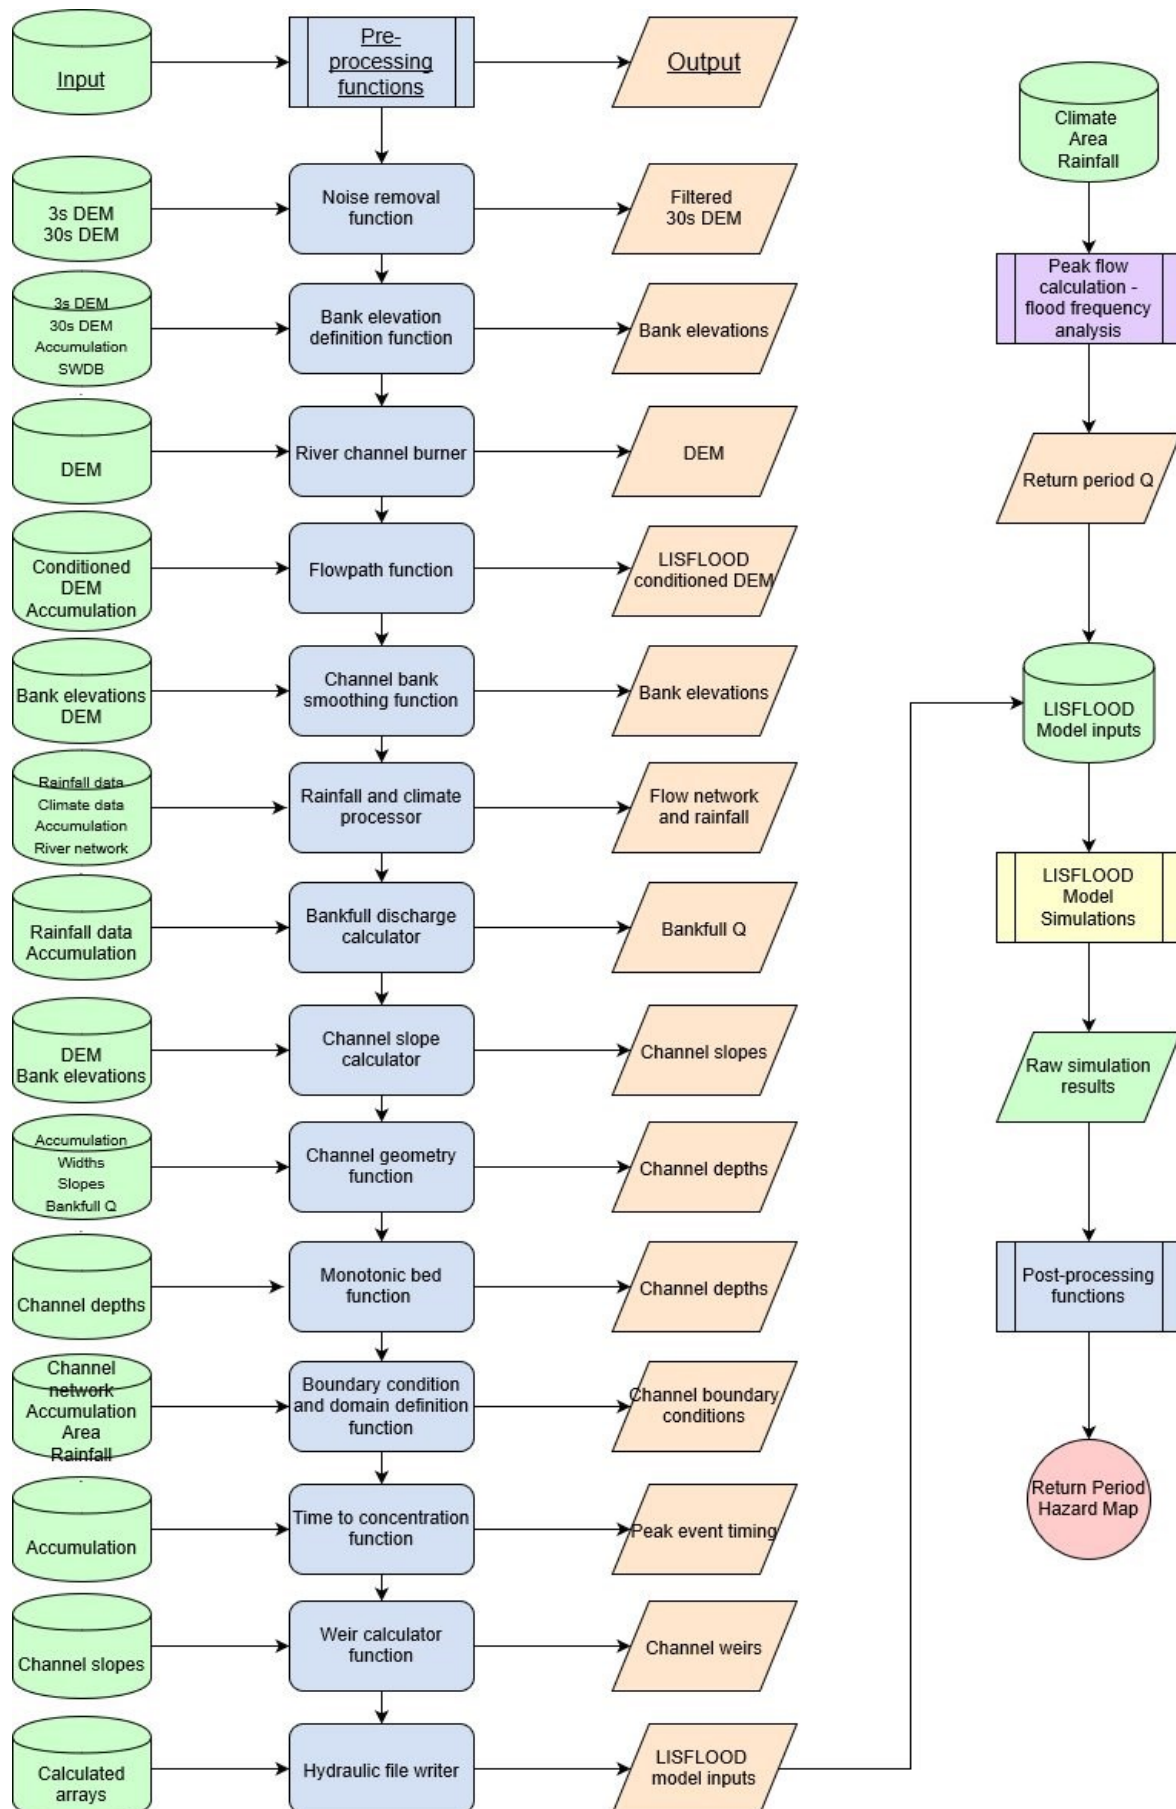 Input
Pre-
processing
functions
Output
3s DEM
30s DEM
Noise removal
function
Filtered
30s DEM
3s DEM
30s DEM
Accumulation
SWDB
Bank elevation
definition function
Bank elevations
DEM
River channel burner
DEM
Conditioned
DEM
Accumulation
Flowpath function
LISFLOOD
conditioned DEM
Bank elevations
DEM
Channel bank
smoothing function
Bank elevations
Rainfall data
Climate data
Accumulation
River network
Rainfall and climate
processor
Flow network
and rainfall
Rainfall data
Accumulation
Bankfull discharge
calculator
Bankfull Q
DEM
Bank elevations
Channel slope
calculator
Channel slopes
Accumulation
Widths
Slopes
Bankfull Q
Channel geometry
function
Channel depths
Channel depths
Monotonic bed
function
Channel depths
Channel
network
Accumulation
Area
Rainfall
Boundary condition
and domain definition
function
Channel boundary
conditions
Accumulation
Time to concentration
function
Peak event timing
Channel slopes
Weir calculator
function
Channel weirs
Calculated
arrays
Hydraulic file writer
LISFLOOD
model inputs
Climate
Area
Rainfall
Peak flow
calculation -
flood frequency
analysis
Return period Q
LISFLOOD
Model inputs
LISFLOOD
Model
Simulations
Raw simulation
results
Post-processing
functions
Return Period
Hazard Map